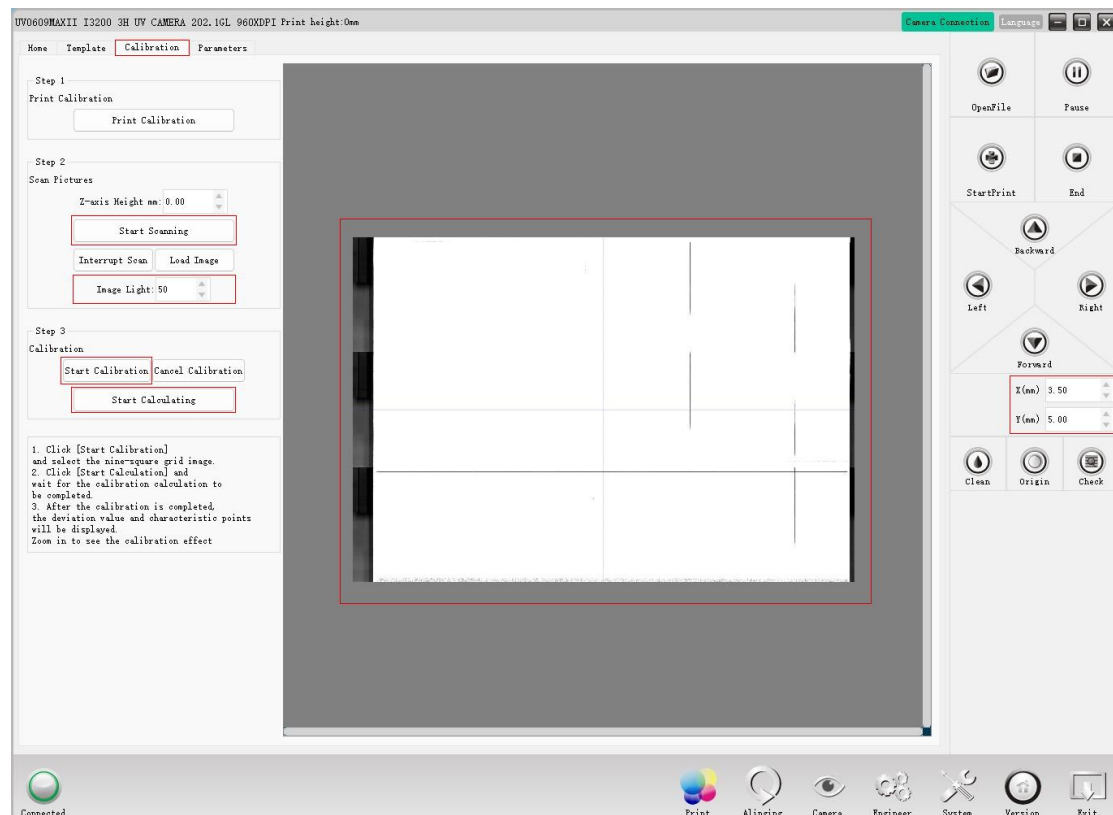 UV0609MAXII I3200 3H UV CAMERA 202.1GL 960XDPI Print height:0mm
Camera Connection
Language
Home
Template
Calibration
Parameters
Step 1
Print Calibration
Print Calibration
Step 2
Scan Pictures
Z-axis Height mm: 0.00
Start Scanning
Interrupt Scan
Load Image
Image Light: 50
Step 3
Calibration
Start Calibration
Cancel Calibration
Start Calculating
1. Click [Start Calibration]
and select the nine-square grid image.
2. Click [Start Calculation] and
wait for the calibration calculation to
be completed.
3. After the calibration is completed,
the deviation value and characteristic points
will be displayed.
Zoom in to see the calibration effect
OpenFile
Pause
StartPrint
End
Backward
Left
Right
Forward
X(mm) 3.50
Y(mm) 5.00
Clean
Origin
Check
Connected
Print
Alinging
Camera
Engineer
System
Version
Exit